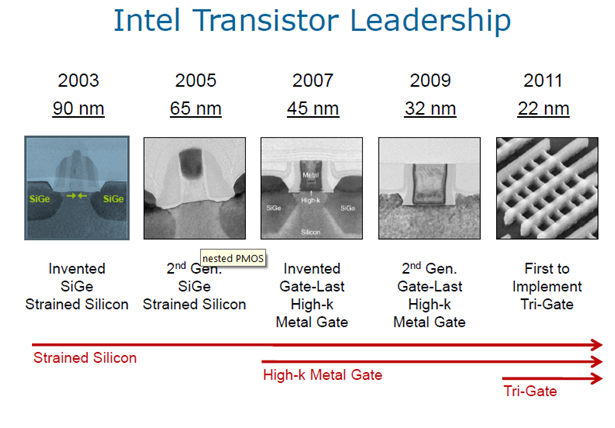 Intel Transistor Leadership
2003 2005 2007 2009 2011
90 nm 65 nm 45 nm 32 nm 22 nm
SiGe SiGe
Metal
High-k
SiGe SiGe
Silicon
nested PMOS
Invented
SiGe
Strained Silicon
2nd Gen.
SiGe
Strained Silicon
Invented
Gate-Last
High-k
Metal Gate
2nd Gen.
Gate-Last
High-k
Metal Gate
First to
Implement
Tri-Gate
Strained Silicon
High-k Metal Gate
Tri-Gate